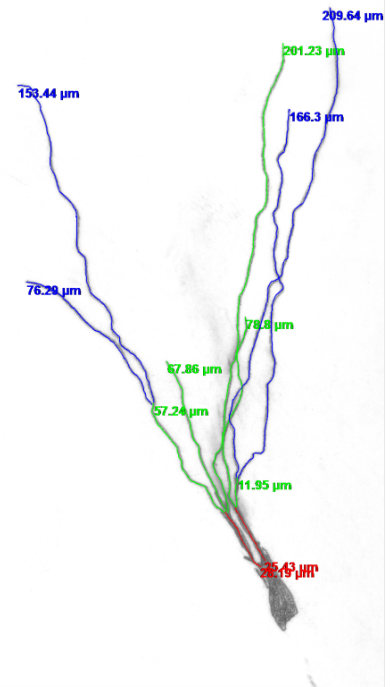 209.64 µm
201.23 µm
153.44 µm
166.3 µm
76.29 µm
78.8 µm
67.86 µm
57.24 µm
11.95 µm
25.43 µm
28.19 µm